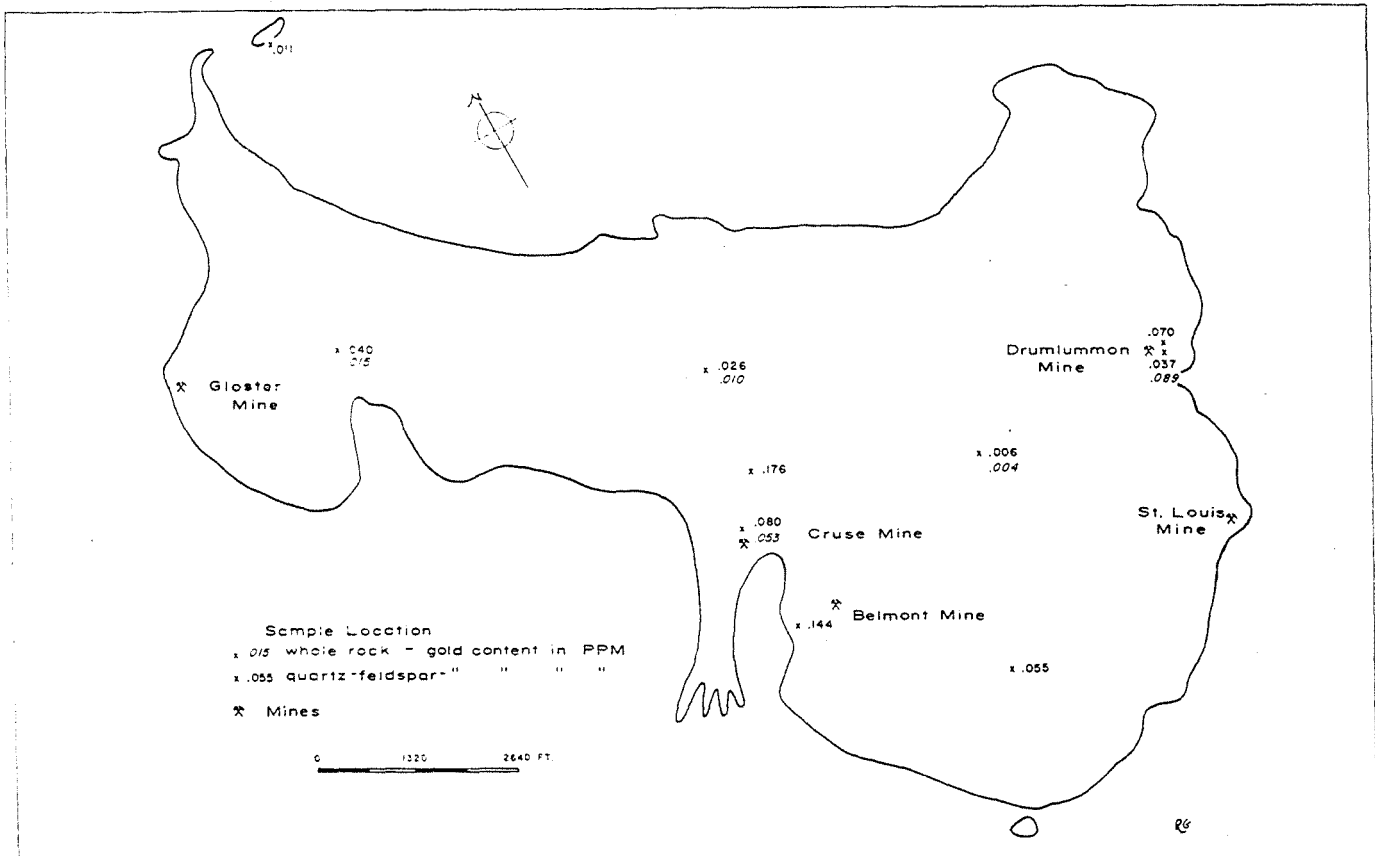 .011
N
.070
Drumlummon
Mine
.037
.089
.040
.015
.026
.010
Gloster
Mine
.006
.004
.176
St. Louis
Mine
.080
.053
Cruse Mine
Belmont Mine
.144
Sample Location
x .015 whole rock - gold content in PPM
x .055 quartz-feldspar- " " " "
Mines
.055
0 1320 2640 FT.
RG